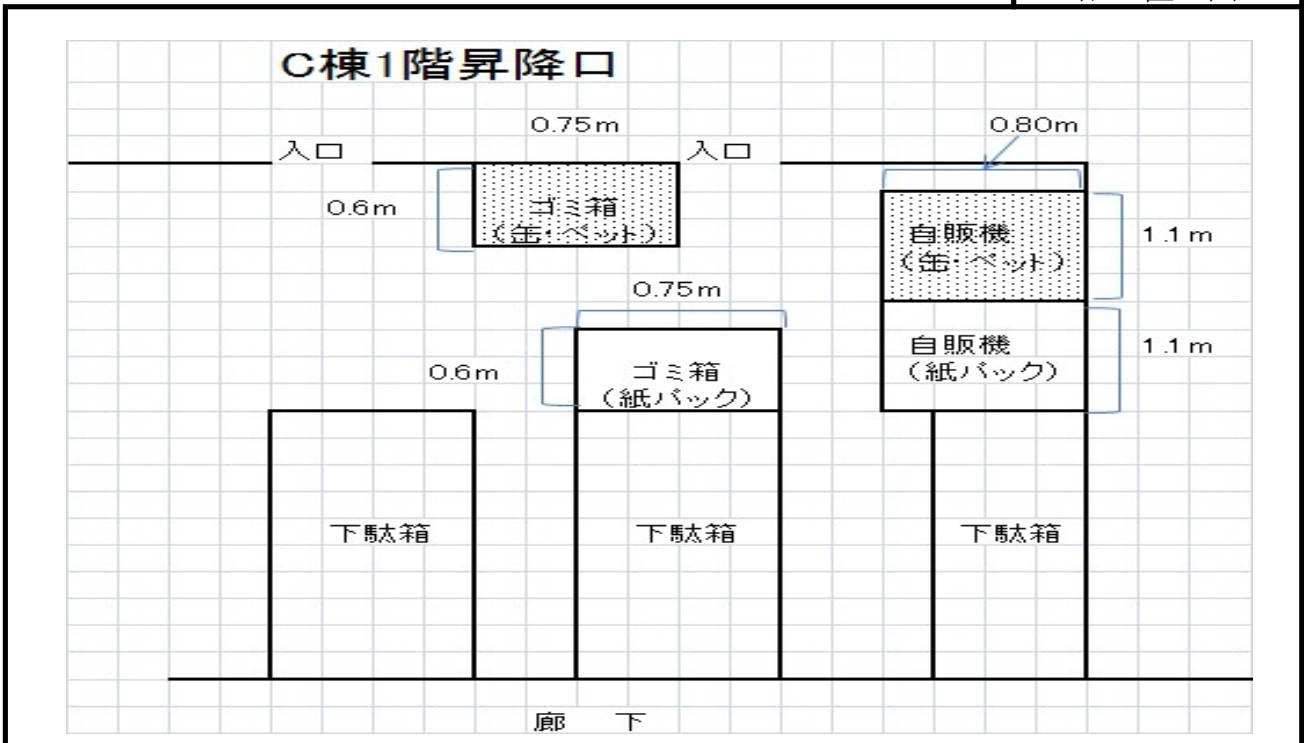 C棟1階昇降口
0.75m
0.80m
入口
入口
0.6m
ゴミ箱
(缶・ペット)
自販機
(缶・ペット)
1.1m
0.75m
0.6m
ゴミ箱
(紙パック)
自販機
(紙パック)
1.1m
下駄箱
下駄箱
下駄箱
廊　下